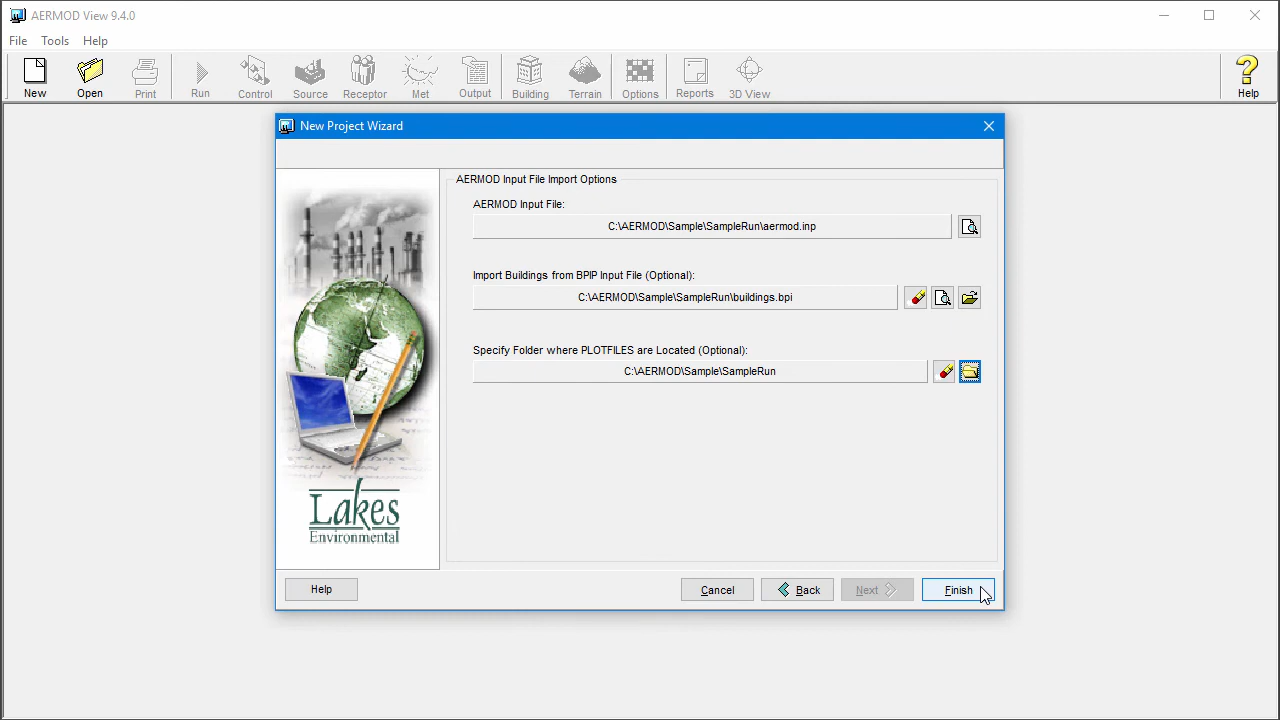 AERMOD View 9.4.0
File Tools Help
New Open Print Run Control Source Receptor Met Output Building Terrain Options Reports 3D View Help
New Project Wizard
AERMOD Input File Import Options
AERMOD Input File:
C:\AERMOD\Sample\SampleRun\aermod.inp
Import Buildings from BPIP Input File (Optional):
C:\AERMOD\Sample\SampleRun\buildings.bpi
Specify Folder where PLOTFILES are Located (Optional):
C:\AERMOD\Sample\SampleRun
Lakes
Environmental
Help Cancel Back Next Finish